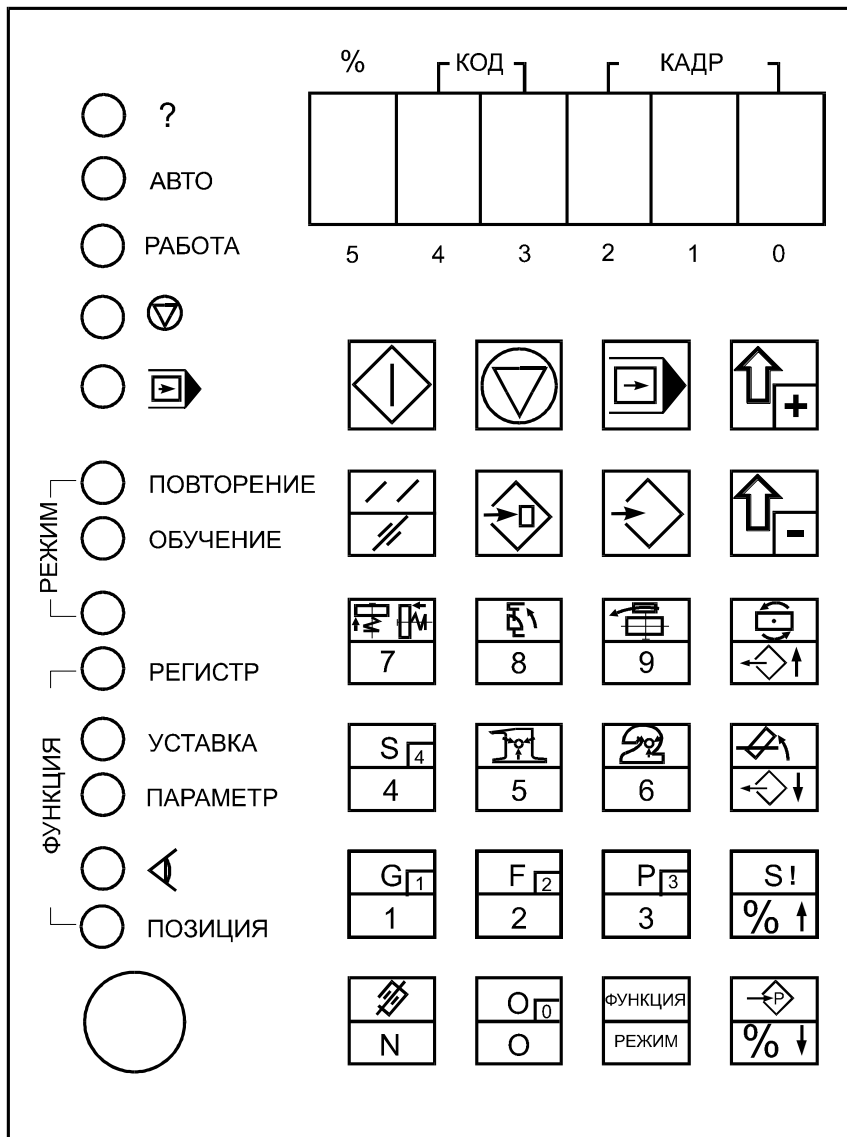 % КОД КАДР
?
АВТО
РАБОТА
5 4 3 2 1 0
+
ПОВТОРЕНИЕ
ОБУЧЕНИЕ
-
РЕЖИМ
7 8 9
РЕГИСТР
УСТАВКА
S 4
4 5 6
ПАРАМЕТР
ФУНКЦИЯ
G 1 F 2 P 3 S!
1 2 3 %
ПОЗИЦИЯ
O 0 ФУНКЦИЯ P
N O РЕЖИМ %